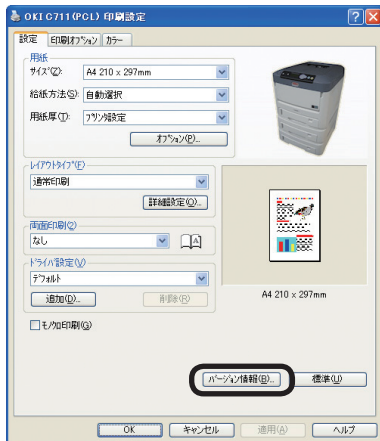 OKI C711(PCL) 印刷設定
設定 印刷ｵﾌﾟｼｮﾝ ｶﾗｰ
用紙
ｻｲｽﾞ(Z): A4 210 x 297mm
給紙方法(S): 自動選択
用紙厚(T): ﾌﾟﾘﾝﾀ設定
ｵﾌﾟｼｮﾝ(P)...
ﾚｲｱｳﾄﾀｲﾌﾟ(F)
通常印刷
詳細設定(O)...
両面印刷(2)
なし
A
ﾄﾞﾗｲﾊﾞ設定(V)
ﾃﾞﾌｫﾙﾄ
追加(D)... 削除(R)
A4 210 x 297mm
ﾓﾉｸﾛ印刷(G)
ﾊﾞｰｼﾞｮﾝ情報(B)... 標準(U)
OK ｷｬﾝｾﾙ 適用(A) ﾍﾙﾌﾟ